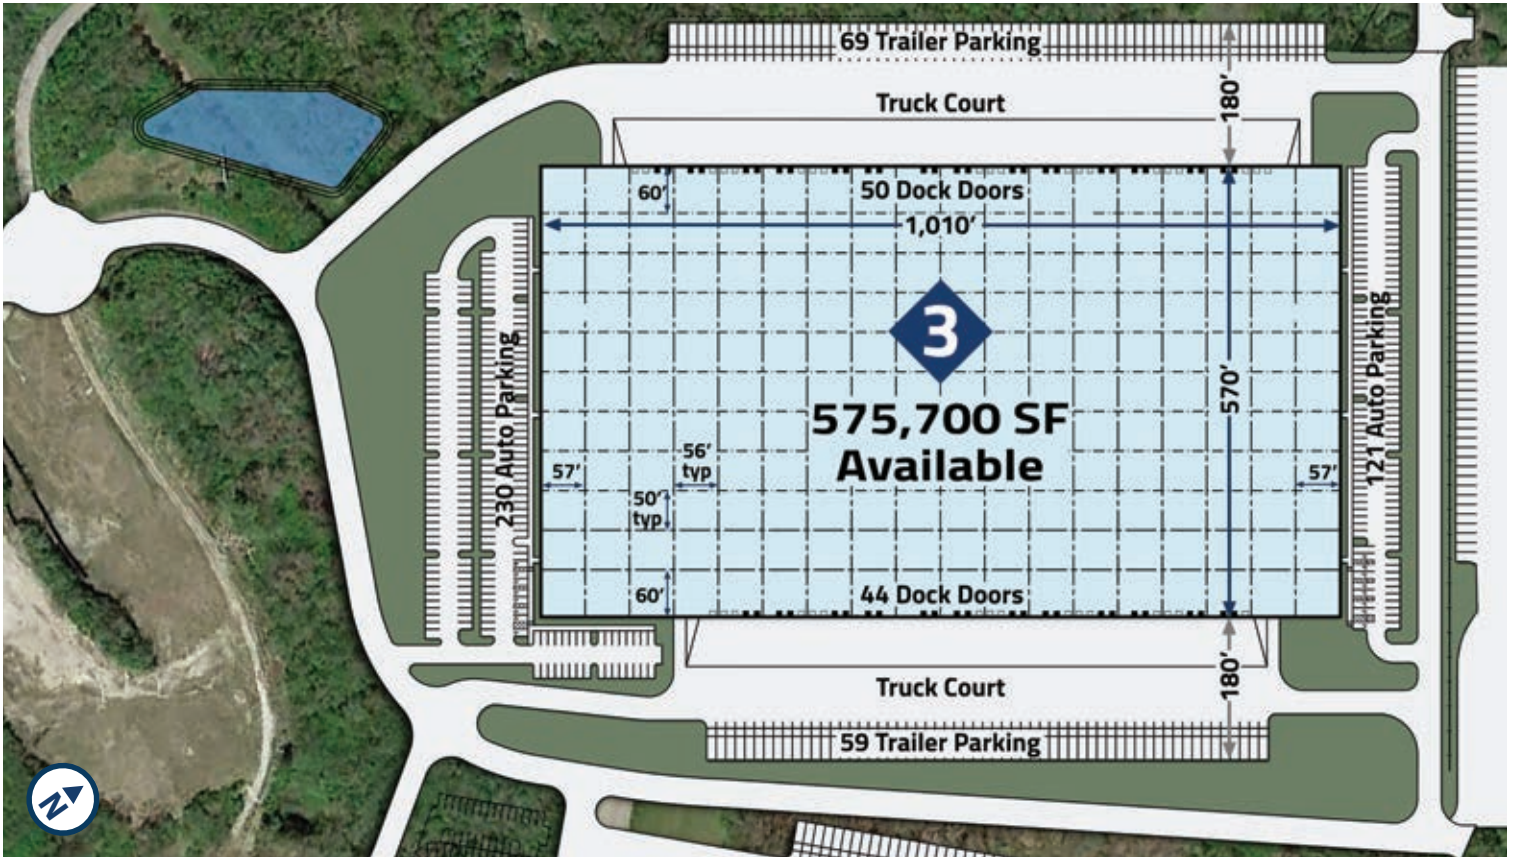 69 Trailer Parking
180'
Truck Court
60'
50 Dock Doors
1,010'
3
230 Auto Parking
575,700 SF
Available
570'
121 Auto Parking
57'
56'
typ
57'
50'
typ
60'
44 Dock Doors
180'
Truck Court
59 Trailer Parking
N